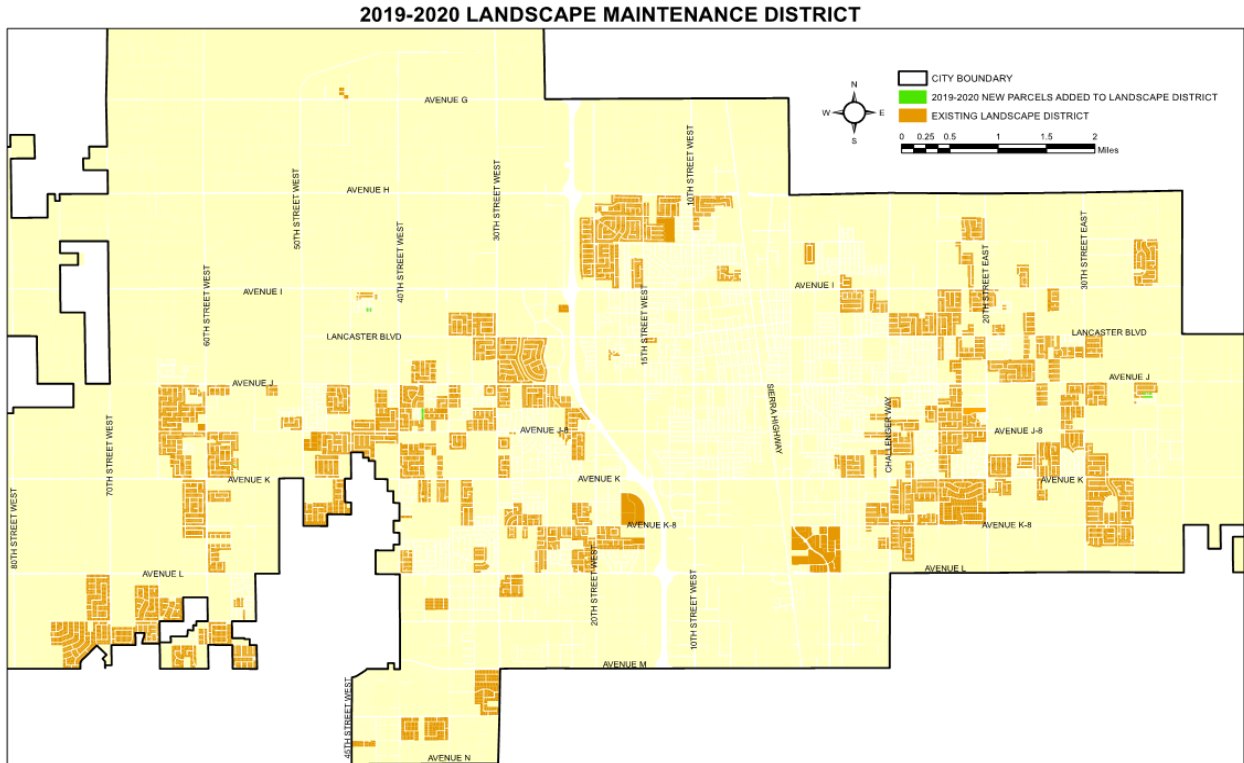 2019-2020 LANDSCAPE MAINTENANCE DISTRICT
CITY BOUNDARY
2019-2020 NEW PARCELS ADDED TO LANDSCAPE DISTRICT
EXISTING LANDSCAPE DISTRICT
N
W
E
S
0 0.25 0.5 1 1.5 2
Miles
AVENUE G
10TH STREET WEST
30TH STREET WEST
50TH STREET WEST
AVENUE H
40TH STREET WEST
30TH STREET EAST
20TH STREET EAST
60TH STREET WEST
AVENUE I
AVENUE I
15TH STREET WEST
LANCASTER BLVD
LANCASTER BLVD
AVENUE J
AVENUE J
SIERRA HIGHWAY
CHALLENGER WAY
70TH STREET WEST
AVENUE J-8
AVENUE J-8
AVENUE K
AVENUE K
AVENUE K
80TH STREET WEST
AVENUE K-8
AVENUE K-8
20TH STREET WEST
AVENUE L
AVENUE L
10TH STREET WEST
AVENUE M
45TH STREET WEST
AVENUE N